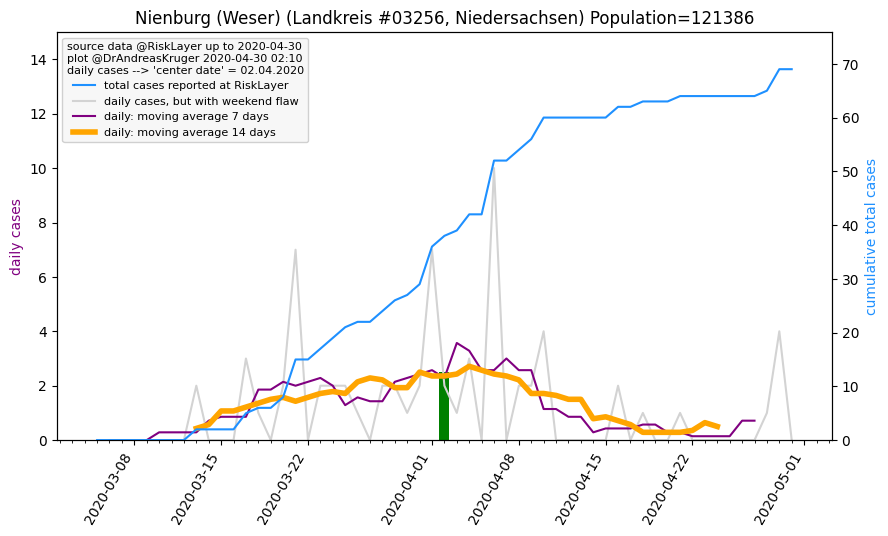 Nienburg (Weser) (Landkreis #03256, Niedersachsen) Population=121386
source data @RiskLayer up to 2020-04-30
plot @DrAndreasKruger 2020-04-30 02:10
daily cases --> 'center date' = 02.04.2020
total cases reported at RiskLayer
daily cases, but with weekend flaw
daily: moving average 7 days
daily: moving average 14 days
daily cases
14
12
10
8
6
4
2
0
cumulative total cases
70
60
50
40
30
20
10
0
2020-03-08
2020-03-15
2020-03-22
2020-04-01
2020-04-08
2020-04-15
2020-04-22
2020-05-01